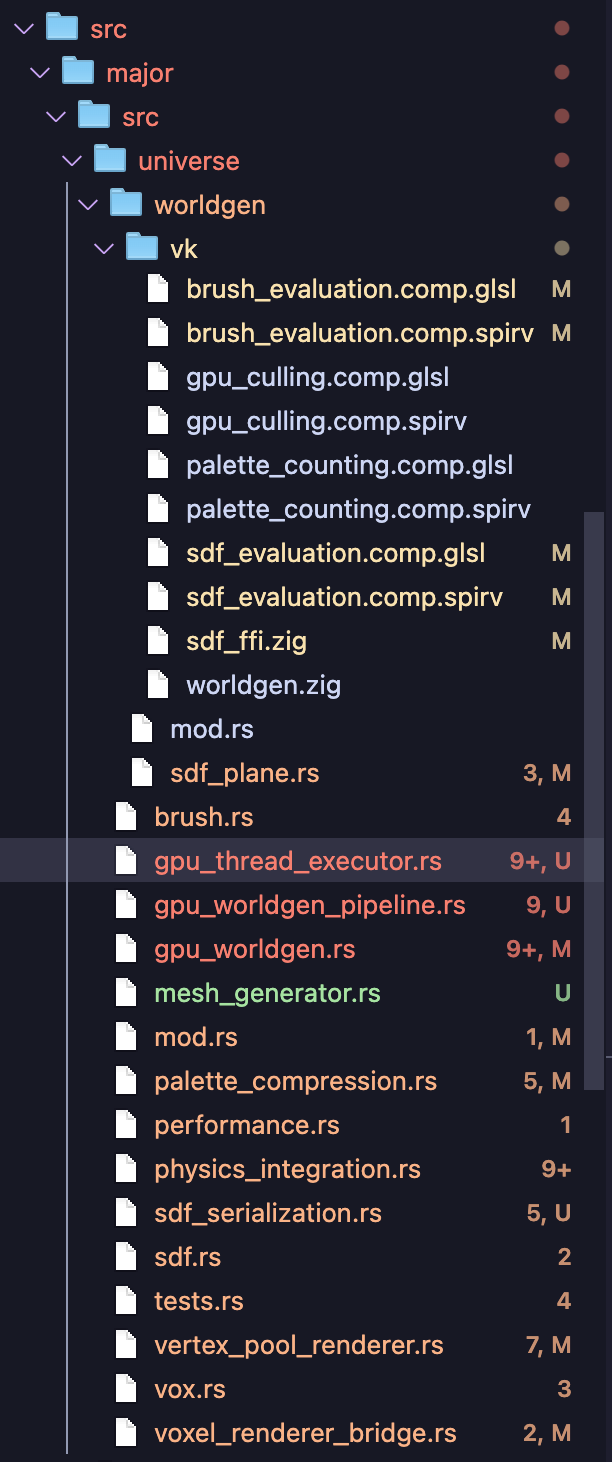 src
major
src
universe
worldgen
vk
brush_evaluation.comp.glsl M
brush_evaluation.comp.spirv M
gpu_culling.comp.glsl
gpu_culling.comp.spirv
palette_counting.comp.glsl
palette_counting.comp.spirv
sdf_evaluation.comp.glsl M
sdf_evaluation.comp.spirv M
sdf_ffi.zig M
worldgen.zig
mod.rs
sdf_plane.rs 3, M
brush.rs 4
gpu_thread_executor.rs 9+, U
gpu_worldgen_pipeline.rs 9, U
gpu_worldgen.rs 9+, M
mesh_generator.rs U
mod.rs 1, M
palette_compression.rs 5, M
performance.rs 1
physics_integration.rs 9+
sdf_serialization.rs 5, U
sdf.rs 2
tests.rs 4
vertex_pool_renderer.rs 7, M
vox.rs 3
voxel_renderer_bridge.rs 2, M